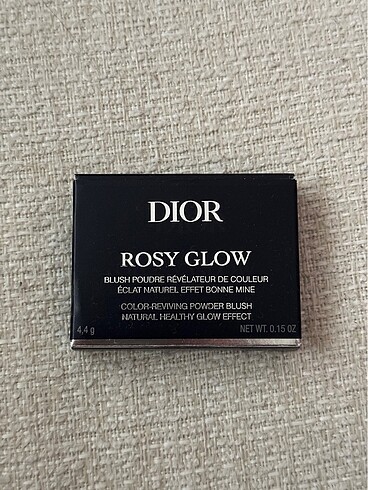 DIOR
ROSY GLOW
BLUSH POUDRE RÉVÉLATEUR DE COULEUR
ÉCLAT NATUREL EFFET BONNE MINE
COLOR-REVIVING POWDER BLUSH
NATURAL HEALTHY GLOW EFFECT
4,4 g NET WT. 0.15 OZ